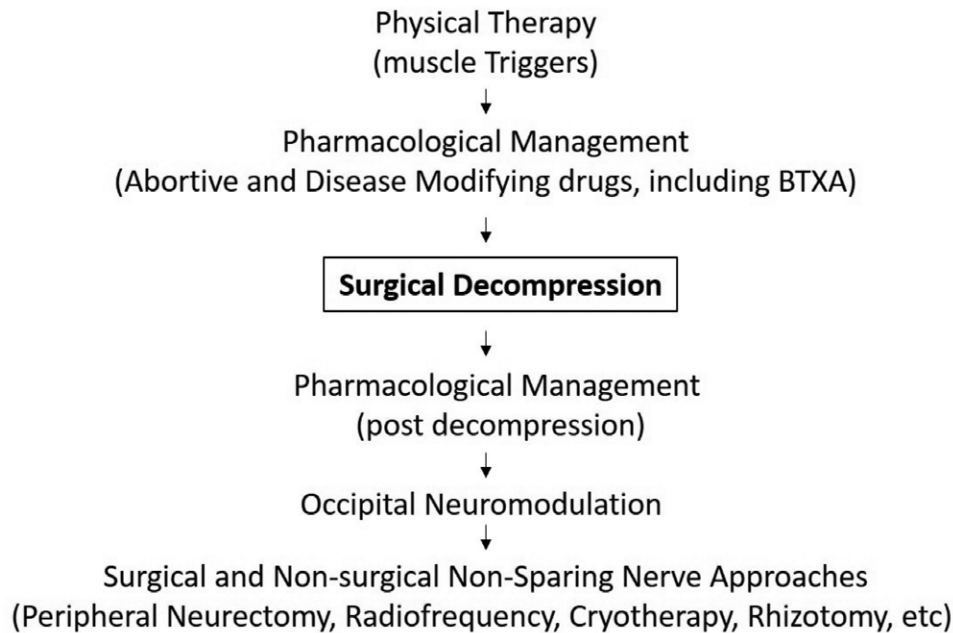 Physical Therapy
(muscle Triggers)
Pharmacological Management
(Abortive and Disease Modifying drugs, including BTXA)
Surgical Decompression
Pharmacological Management
(post decompression)
Occipital Neuromodulation
Surgical and Non-surgical Non-Sparing Nerve Approaches
(Peripheral Neurectomy, Radiofrequency, Cryotherapy, Rhizotomy, etc)